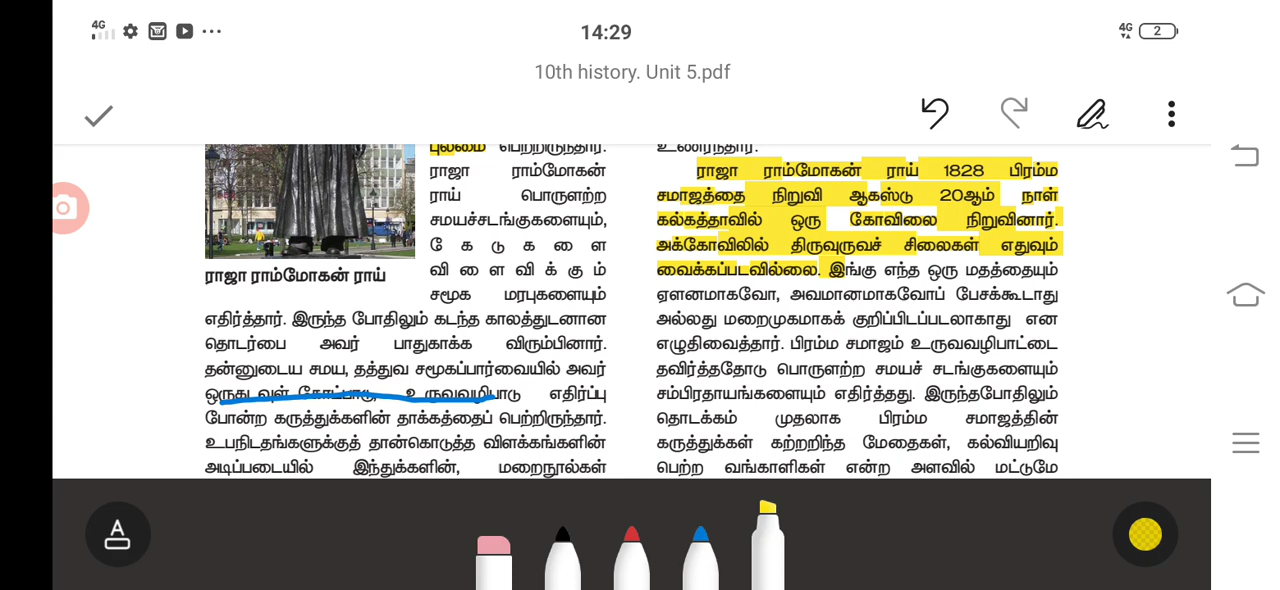 4G
14:29
4G
2
10th history. Unit 5.pdf
புலமை பெற்றிருந்தார்.
ராஜா ராம்மோகன்
ராய் பொருளற்ற
சமயச்சடங்குகளையும்,
கே டு க ளை
வி ளை வி க் கு ம்
சமூக மரபுகளையும்
ராஜா ராம்மோகன் ராய்
எதிர்த்தார். இருந்த போதிலும் கடந்த காலத்துடனான
தொடர்பை அவர் பாதுகாக்க விரும்பினார்.
தன்னுடைய சமய, தத்துவ சமூகப்பார்வையில் அவர்
ஒருகடவுள் கோட்பாடு, உருவவழிபாடு எதிர்ப்பு
போன்ற கருத்துக்களின் தாக்கத்தைப் பெற்றிருந்தார்.
உபநிடதங்களுக்குத் தான்கொடுத்த விளக்கங்களின்
அடிப்படையில் இந்துக்களின், மறைநூல்கள்
உணர்ந்தார்.
ராஜா ராம்மோகன் ராய் 1828 பிரம்ம
சமாஜத்தை நிறுவி ஆகஸ்டு 20ஆம் நாள்
கல்கத்தாவில் ஒரு கோவிலை நிறுவினார்.
அக்கோவிலில் திருவுருவச் சிலைகள் எதுவும்
வைக்கப்படவில்லை. இங்கு எந்த ஒரு மதத்தையும்
ஏளனமாகவோ, அவமானமாகவோப் பேசக்கூடாது
அல்லது மறைமுகமாகக் குறிப்பிடப்படலாகாது என
எழுதிவைத்தார். பிரம்ம சமாஜம் உருவவழிபாட்டை
தவிர்த்ததோடு பொருளற்ற சமயச் சடங்குகளையும்
சம்பிரதாயங்களையும் எதிர்த்தது. இருந்தபோதிலும்
தொடக்கம் முதலாக பிரம்ம சமாஜத்தின்
கருத்துக்கள் கற்றறிந்த மேதைகள், கல்வியறிவு
பெற்ற வங்காளிகள் என்ற அளவில் மட்டுமே
A